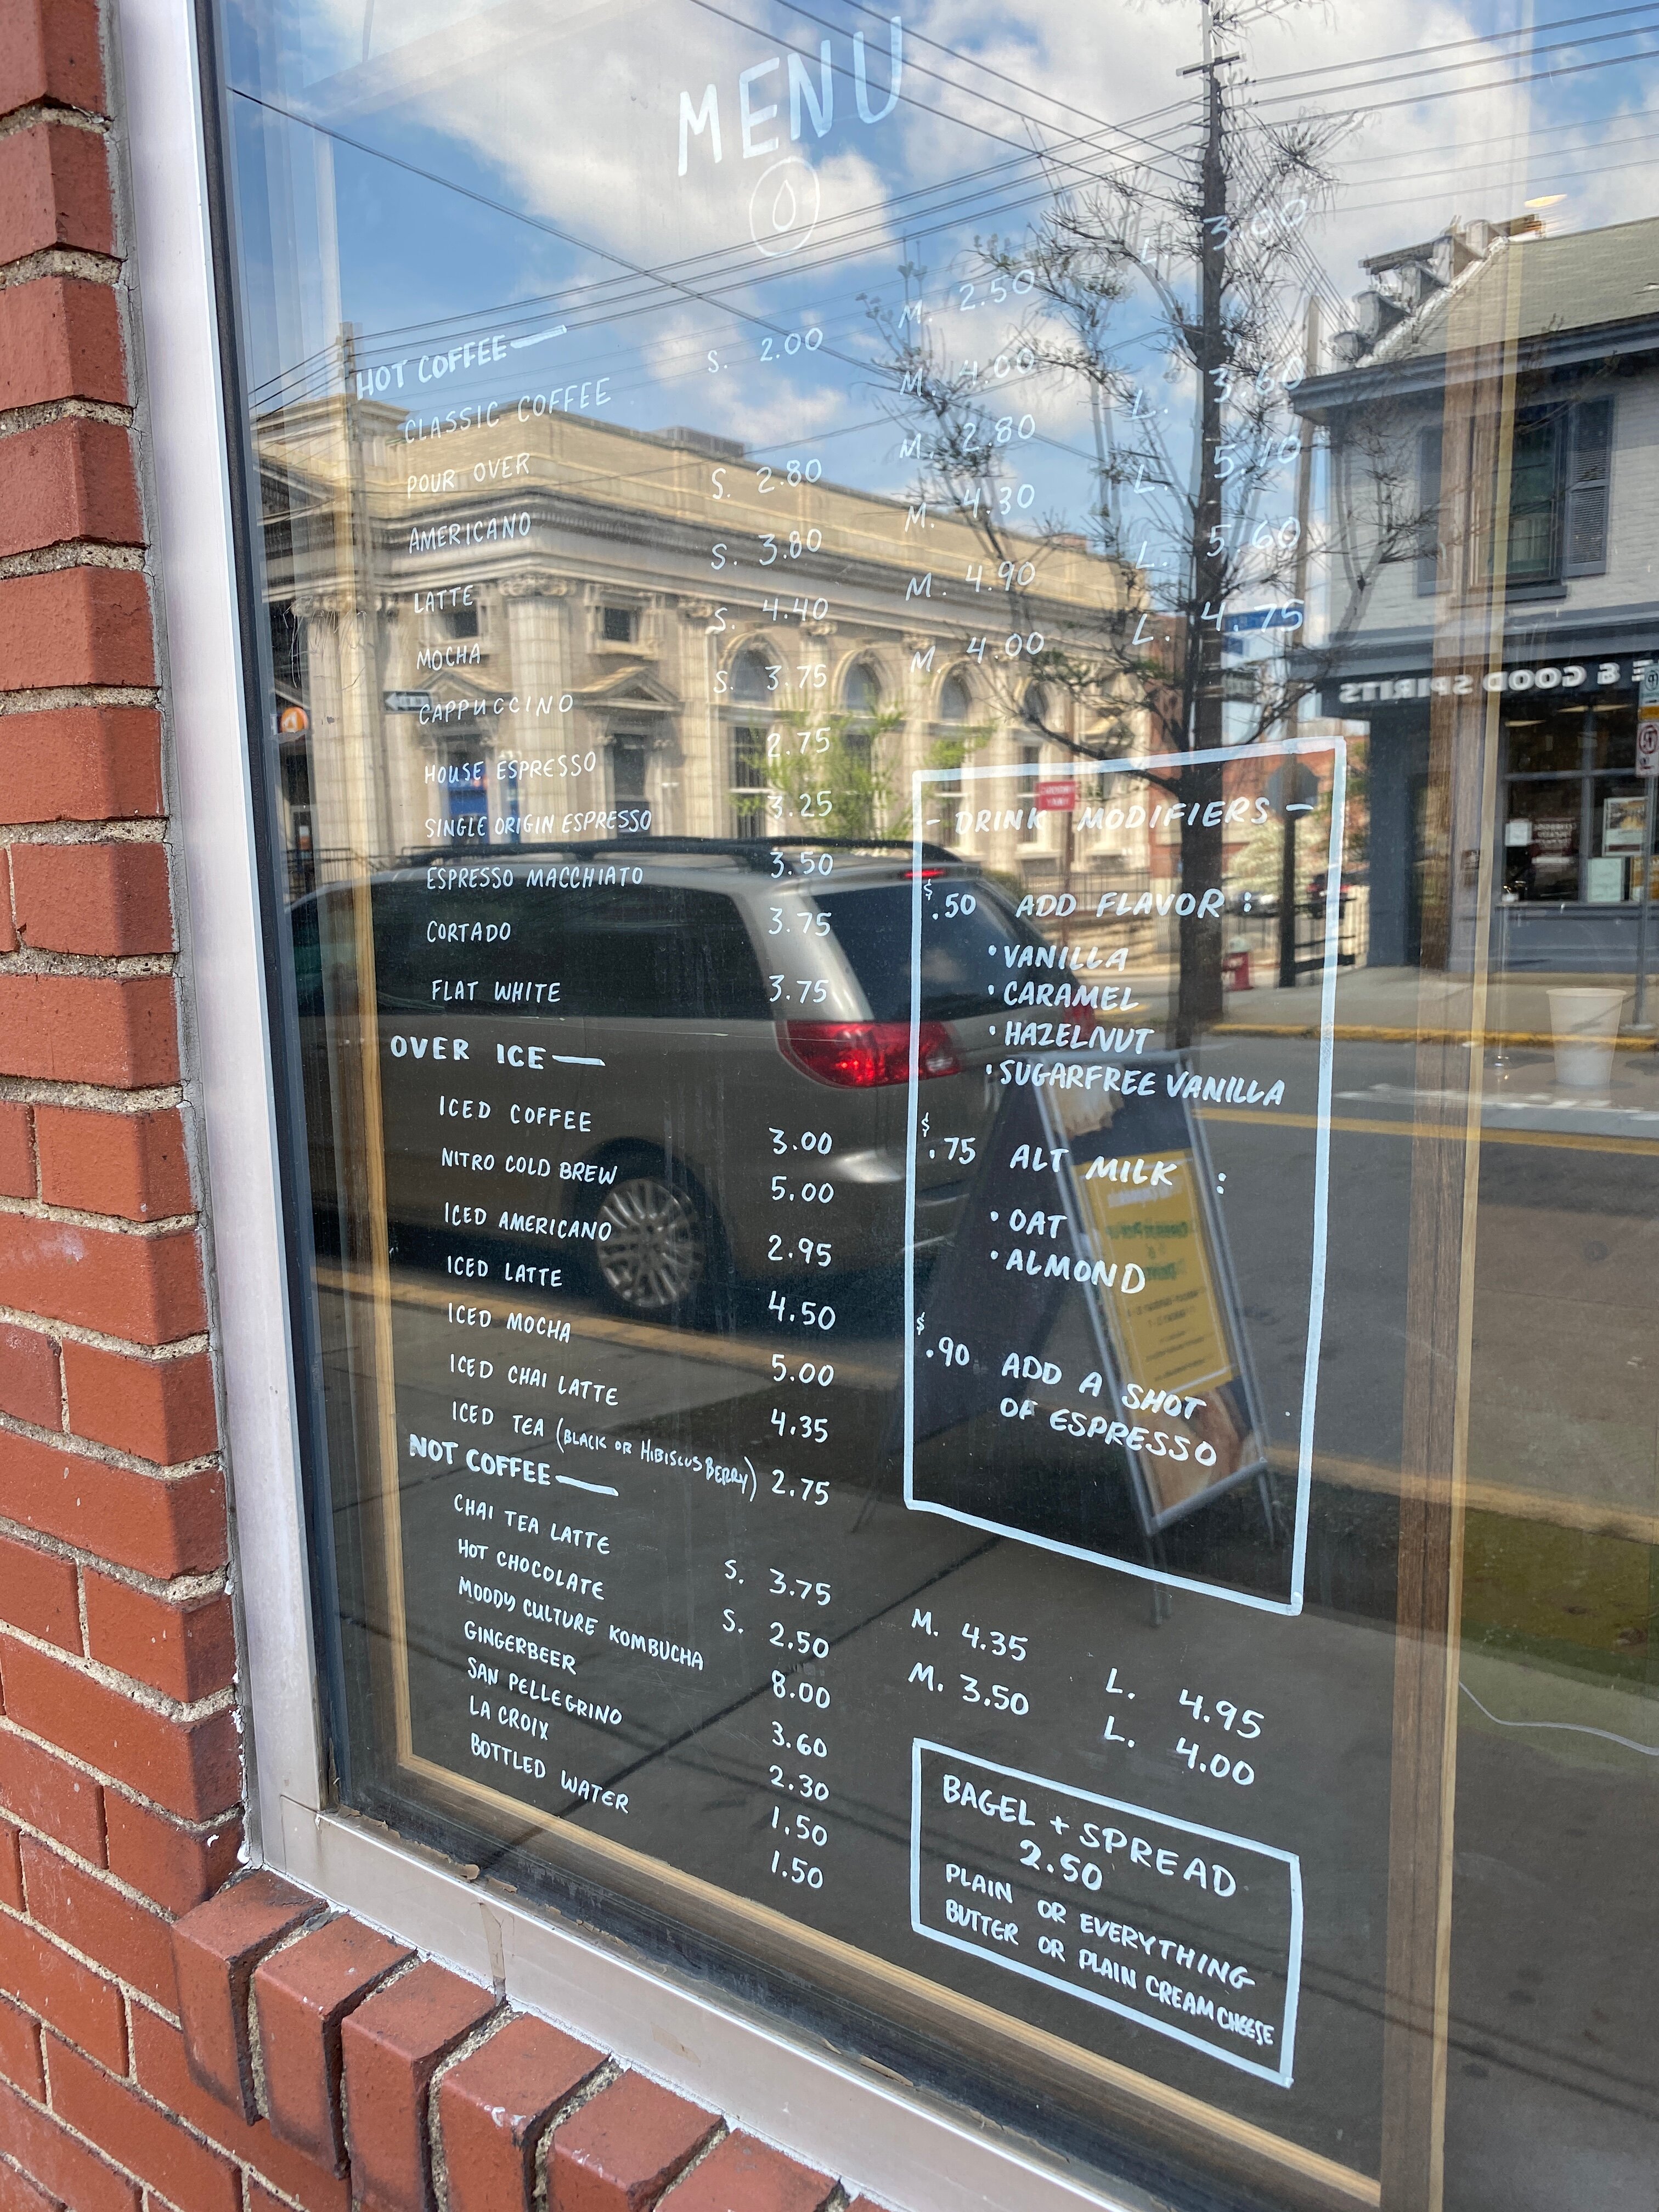 MENU
HOT COFFEE—
CLASSIC COFFEE S. 2.00 M. 2.50 L. 3.00
POUR OVER M. 4.00
AMERICANO S. 2.80 M. 2.80 L. 3.60
LATTE S. 3.80 M. 4.30 L. 5.10
MOCHA S. 4.40 M. 4.90 L. 5.60
CAPPUCCINO S. 3.75 M 4.00 L. 4.75
HOUSE ESPRESSO 2.75
SINGLE ORIGIN ESPRESSO 3.25
ESPRESSO MACCHIATO 3.50
CORTADO 3.75
FLAT WHITE 3.75
OVER ICE—
ICED COFFEE 3.00
NITRO COLD BREW 5.00
ICED AMERICANO 2.95
ICED LATTE 4.50
ICED MOCHA 5.00
ICED CHAI LATTE 4.35
ICED TEA (BLACK OR HIBISCUS BERRY) 2.75
NOT COFFEE—
CHAI TEA LATTE S. 3.75 M. 4.35 L. 4.95
HOT CHOCOLATE S. 2.50 M. 3.50 L. 4.00
MOODY CULTURE KOMBUCHA 8.00
GINGERBEER 3.60
SAN PELLEGRINO 2.30
LA CROIX 1.50
BOTTLED WATER 1.50
- DRINK MODIFIERS -
$.50 ADD FLAVOR:
• VANILLA
• CARAMEL
• HAZELNUT
• SUGARFREE VANILLA
$.75 ALT MILK:
• OAT
• ALMOND
$.90 ADD A SHOT
OF ESPRESSO
BAGEL + SPREAD
2.50
PLAIN OR EVERYTHING
BUTTER OR PLAIN CREAM CHEESE
E & GOOD SPIRITS